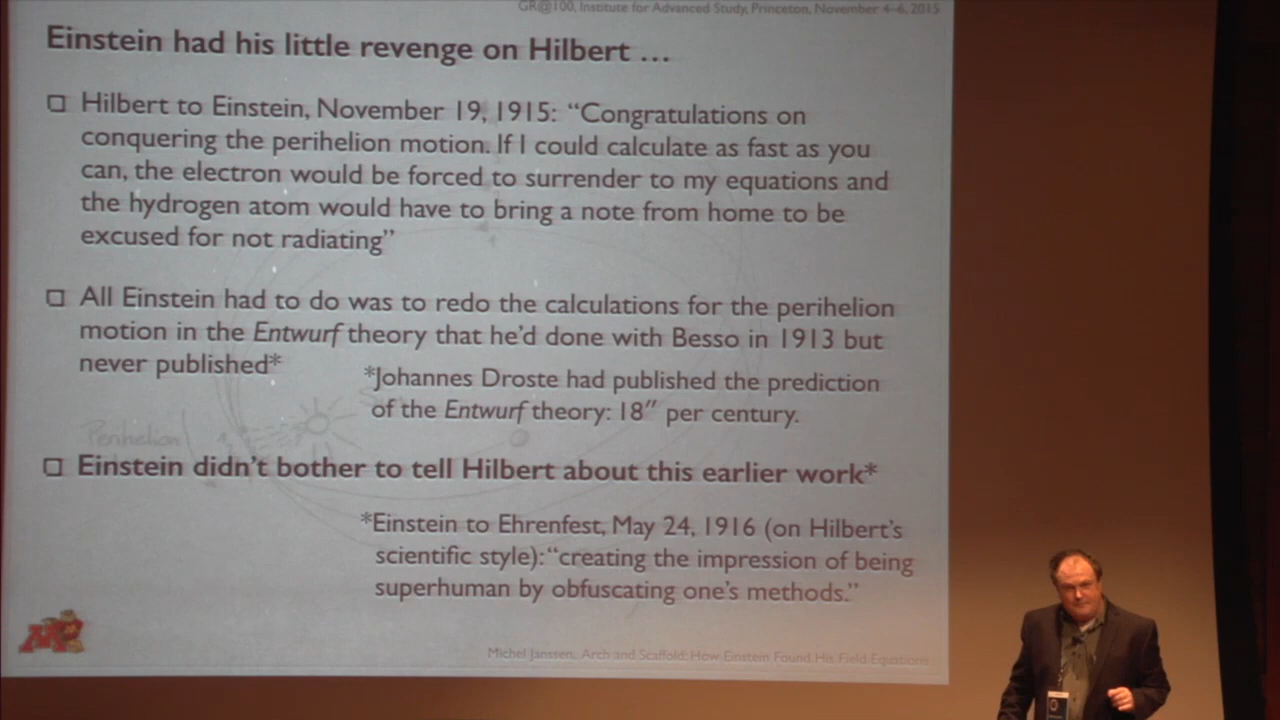 GR@100, Institute for Advanced Study, Princeton, November 4–6, 2015
Einstein had his little revenge on Hilbert …
Hilbert to Einstein, November 19, 1915: “Congratulations on
conquering the perihelion motion. If I could calculate as fast as you
can, the electron would be forced to surrender to my equations and
the hydrogen atom would have to bring a note from home to be
excused for not radiating”
All Einstein had to do was to redo the calculations for the perihelion
motion in the Entwurf theory that he’d done with Besso in 1913 but
never published*
*Johannes Droste had published the prediction
of the Entwurf theory: 18″ per century.
Perihelion
Einstein didn’t bother to tell Hilbert about this earlier work*
*Einstein to Ehrenfest, May 24, 1916 (on Hilbert’s
scientific style): “creating the impression of being
superhuman by obfuscating one’s methods.”
M
Michel Janssen, Arch and Scaffold: How Einstein Found His Field Equations